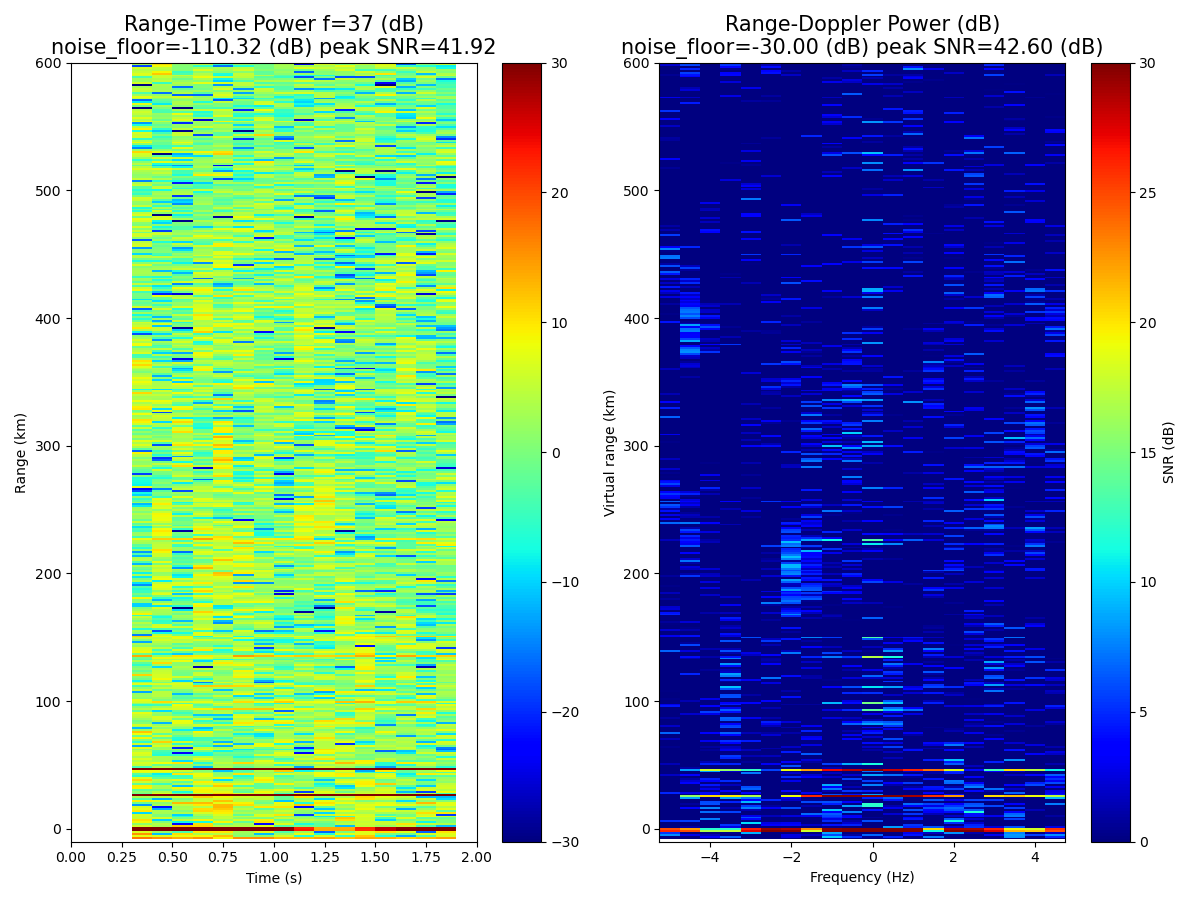 Range-Time Power f=37 (dB)
noise_floor=-110.32 (dB) peak SNR=41.92
Range (km)
600
500
400
300
200
100
0
0.00 0.25 0.50 0.75 1.00 1.25 1.50 1.75 2.00
Time (s)
30
20
10
0
−10
−20
−30
Range-Doppler Power (dB)
noise_floor=-30.00 (dB) peak SNR=42.60 (dB)
Virtual range (km)
600
500
400
300
200
100
0
−4 −2 0 2 4
Frequency (Hz)
30
25
20
15
10
5
0
SNR (dB)